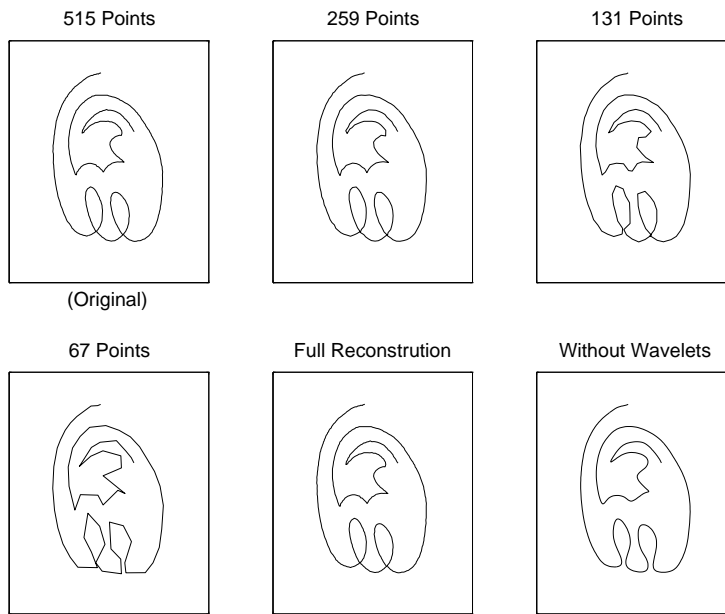 515 Points
259 Points
131 Points
(Original)
67 Points
Full Reconstrution
Without Wavelets